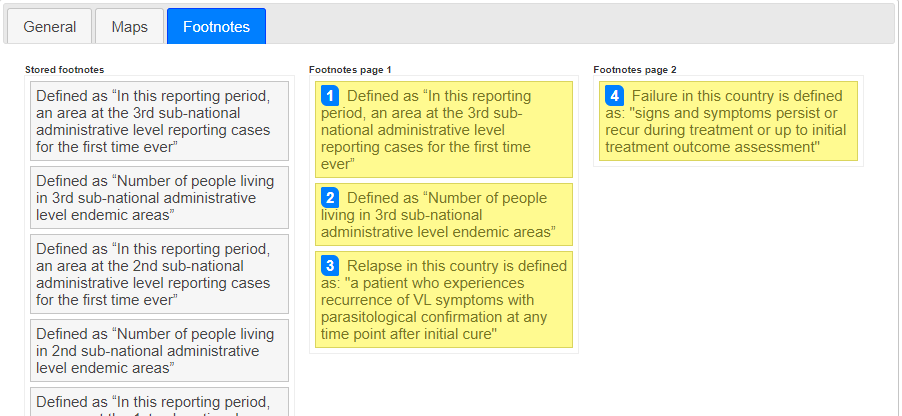 General
Maps
Footnotes
Stored footnotes
Defined as “In this reporting period,
an area at the 3rd sub-national
administrative level reporting cases
for the first time ever”
Defined as “Number of people living
in 3rd sub-national administrative
level endemic areas”
Defined as “In this reporting period,
an area at the 2nd sub-national
administrative level reporting cases
for the first time ever”
Defined as “Number of people living
in 2nd sub-national administrative
level endemic areas”
Defined as “In this reporting period,
Footnotes page 1
1 Defined as “In this reporting
period, an area at the 3rd sub-
national administrative level
reporting cases for the first time
ever”
2 Defined as “Number of people
living in 3rd sub-national
administrative level endemic areas”
3 Relapse in this country is defined
as: "a patient who experiences
recurrence of VL symptoms with
parasitological confirmation at any
time point after initial cure"
Footnotes page 2
4 Failure in this country is defined
as: "signs and symptoms persist or
recur during treatment or up to initial
treatment outcome assessment"